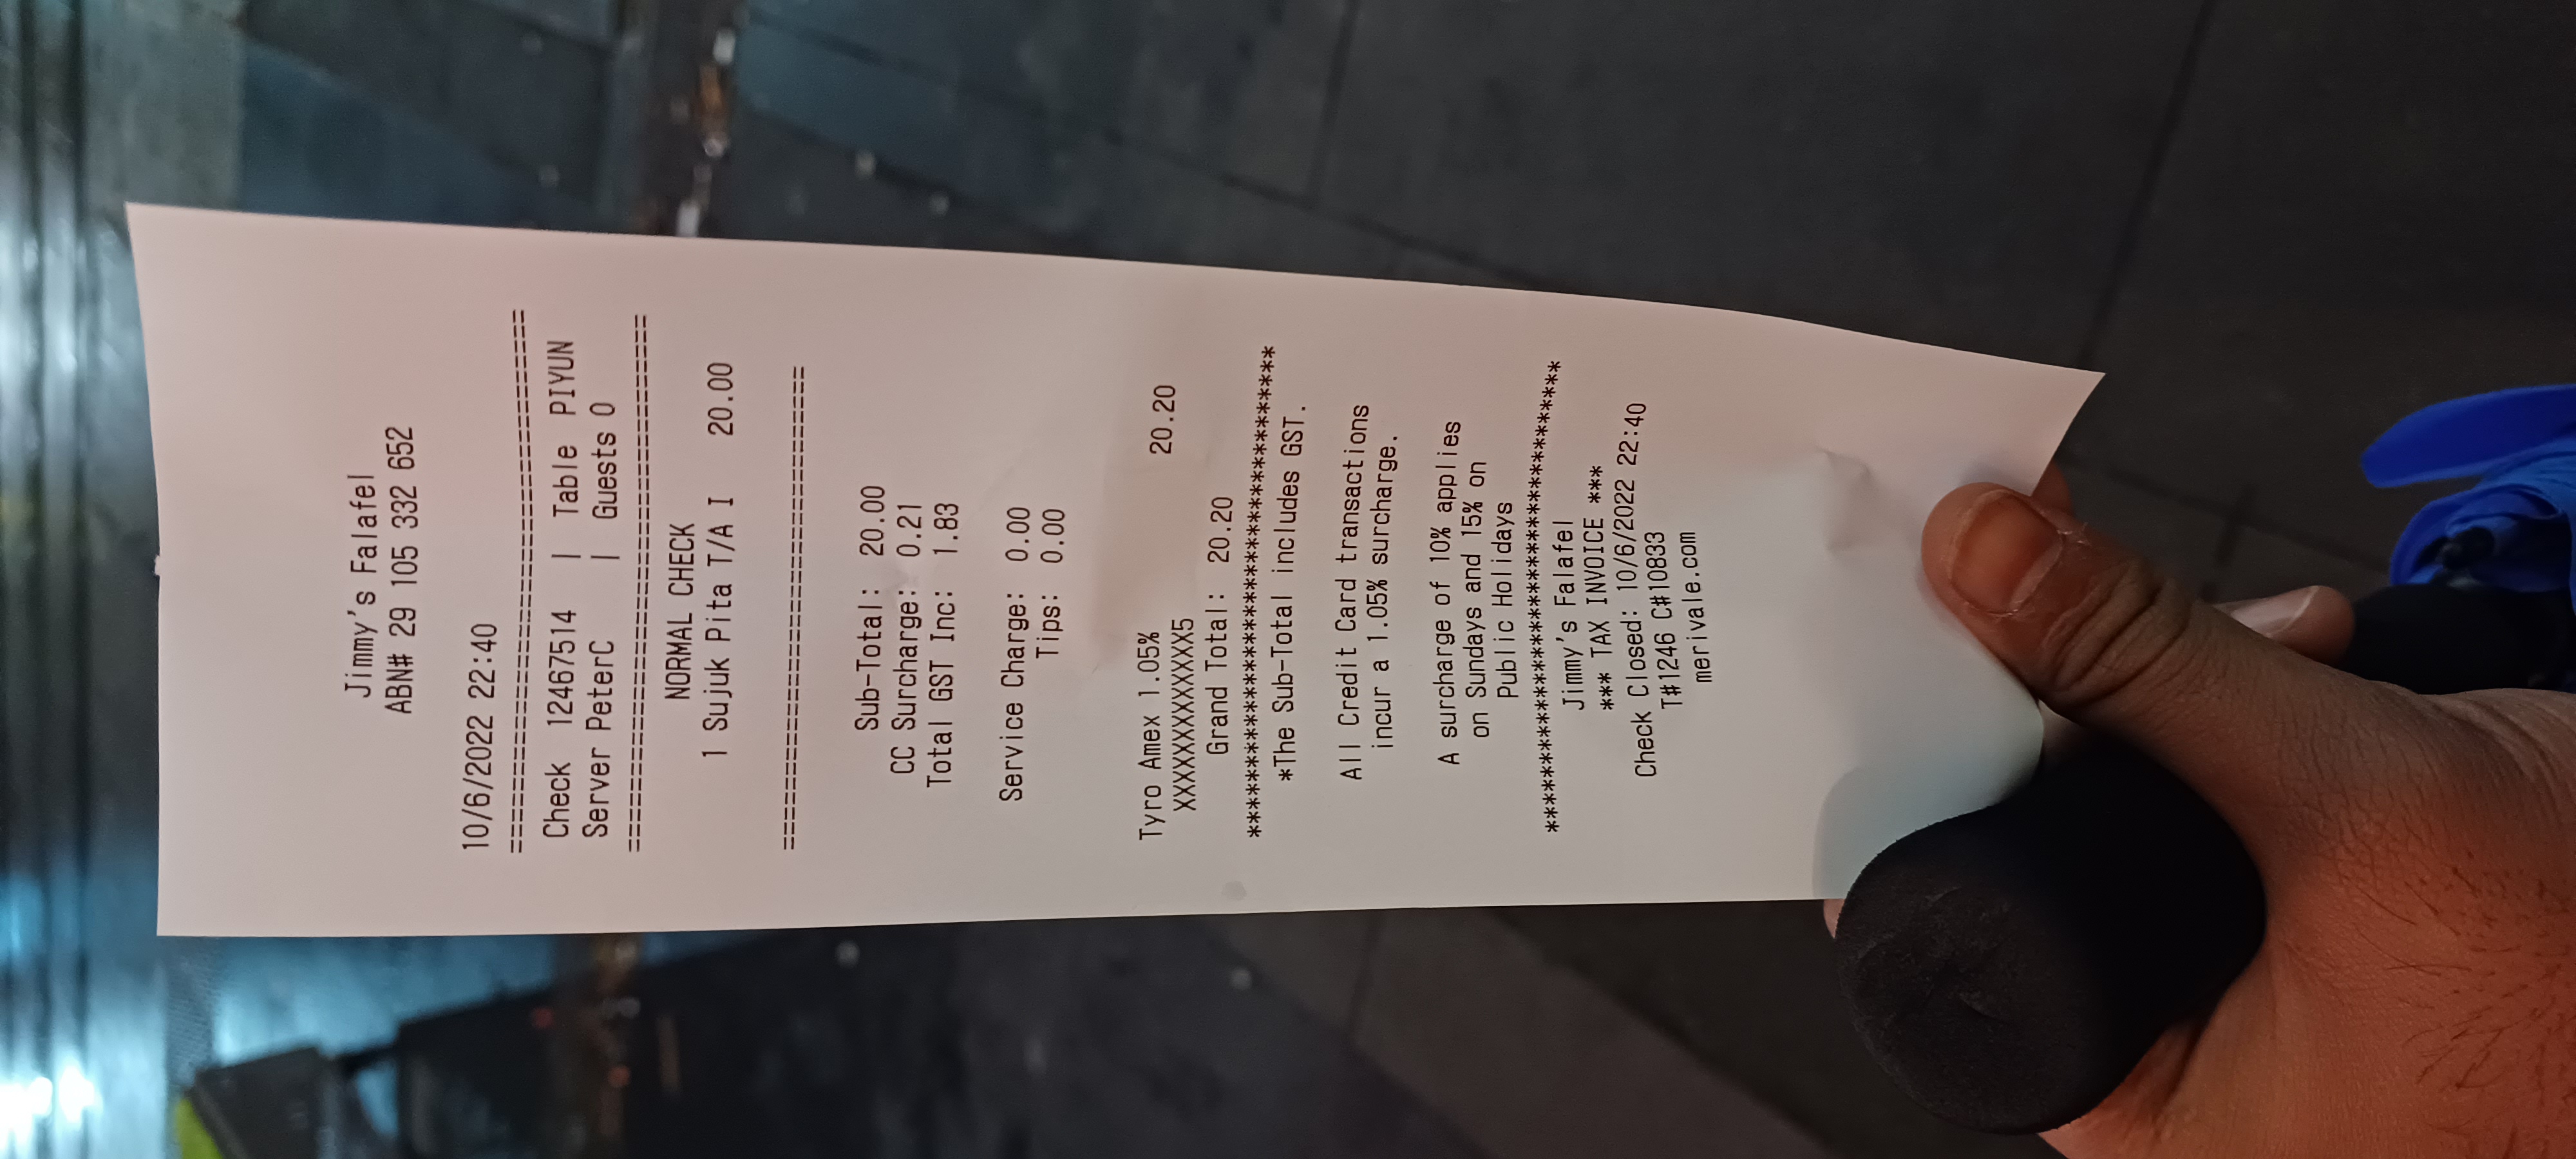 Jimmy's Falafel
ABN# 29 105 332 652
10/6/2022 22:40
===================================
Check 12467514 | Table PIYUN
Server PeterC | Guests 0
===================================
NORMAL CHECK
1 Sujuk Pita T/A I 20.00
===============================
Sub-Total: 20.00
CC Surcharge: 0.21
Total GST Inc: 1.83
Service Charge: 0.00
Tips: 0.00
Tyro Amex 1.05% 20.20
XXXXXXXXXXXXX5
Grand Total: 20.20
***********************************
*The Sub-Total includes GST.
All Credit Card transactions
incur a 1.05% surcharge.
A surcharge of 10% applies
on Sundays and 15% on
Public Holidays
***********************************
Jimmy's Falafel
*** TAX INVOICE ***
Check Closed: 10/6/2022 22:40
T#1246 C#10833
merivale.com